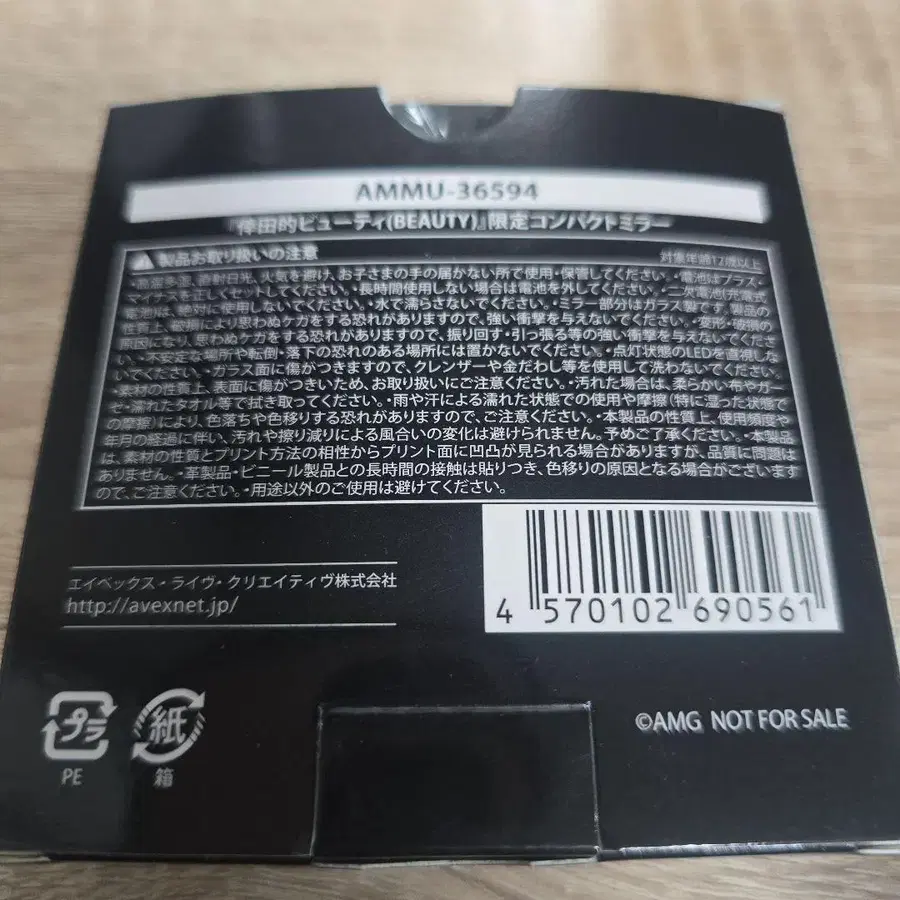 AMMU-36594
『倖田的ビューティ(BEAUTY)』限定コンパクトミラー
製品お取り扱いの注意 対象年齢12歳以上
・高温多湿、直射日光、火気を避け、お子さまの手の届かない所で使用・保管してください。・電池はプラス・
マイナスを正しくセットしてください。・長時間使用しない場合は電池を外してください。・二次電池(充電式
電池)は、絶対に使用しないでください。・水で濡らさないでください。・ミラー部分はガラス製です。製品の
性質上、破損により思わぬケガをする恐れがありますので、強い衝撃を与えないでください。・変形・破損の
原因になり、思わぬケガをする恐れがありますので、振り回す・引っ張る等の強い衝撃を与えないでくださ
い。・不安定な場所や転倒・落下の恐れのある場所には置かないでください。・点灯状態のLEDを直視しな
いでください。・ガラス面に傷がつきますので、クレンザーや金だわし等を使用して洗わないでください。
・素材の性質上、表面に傷がつきいため、お取り扱いにご注意ください。・汚れた場合は、柔らかい布やガー
ゼ・濡れたタオル等で拭き取ってください。・雨や汗による濡れた状態での使用や摩擦(特に湿った状態で
の摩擦)により、色落ちや色移りする恐れがありますので、ご注意ください。・本製品の性質上、使用頻度や
年月の経過に伴い、汚れや擦り減りによる風合いの変化は避けられません。予めご了承ください。・本製品
は、素材の性質とプリント方法の相性からプリント面に凹凸が見られる場合がありますが、品質に問題は
ありません。・革製品・ビニール製品との長時間の接触は貼りつき、色移りの原因となる場合がございます
ので、ご注意ください。・用途以外のご使用は避けてください。
エイベックス・ライヴ・クリエイティヴ株式会社
http://avexnet.jp/
4 570102 690561
プラ 紙
PE 箱
©AMG NOT FOR SALE